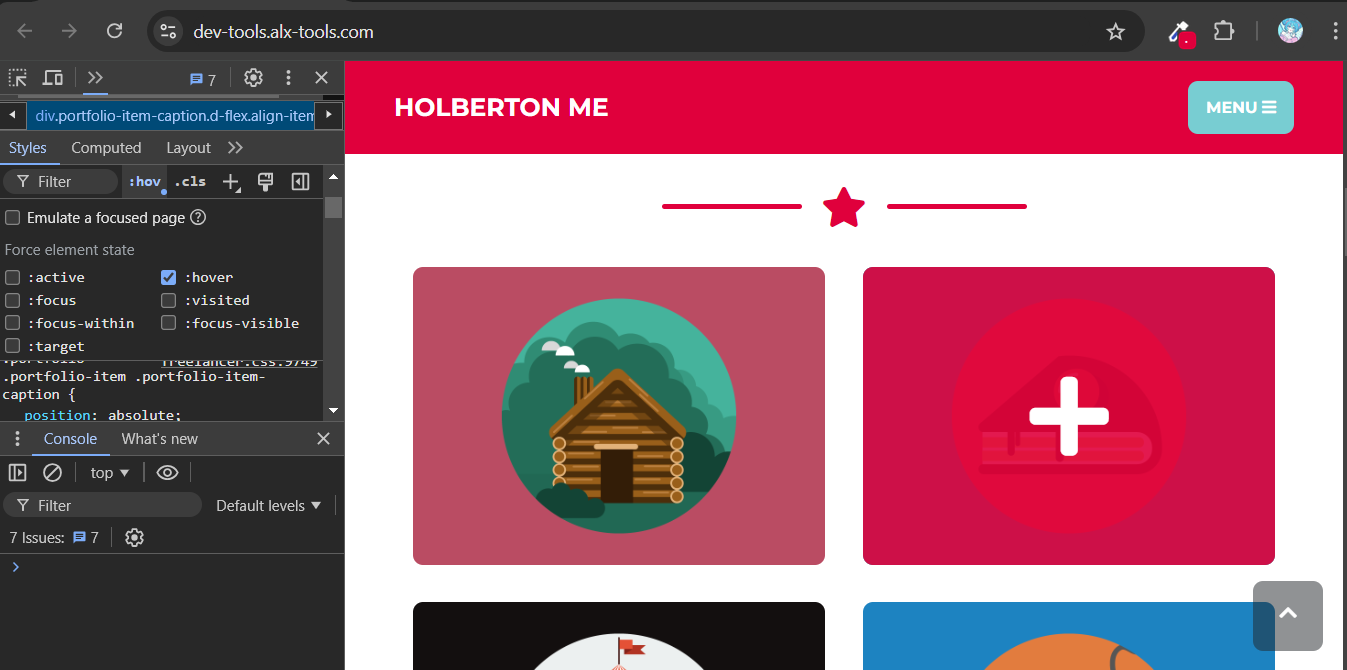 dev-tools.alx-tools.com
7
div.portfolio-item-caption.d-flex.align-item
Styles
Computed
Layout
Filter
:hov
.cls
Emulate a focused page
Force element state
:active
:hover
:focus
:visited
:focus-within
:focus-visible
:target
.portfolio
freelancer.css:9749
.portfolio-item .portfolio-item-
caption {
position: absolute;
Console
What's new
top
Filter
Default levels
7 Issues:
7
HOLBERTON ME
MENU